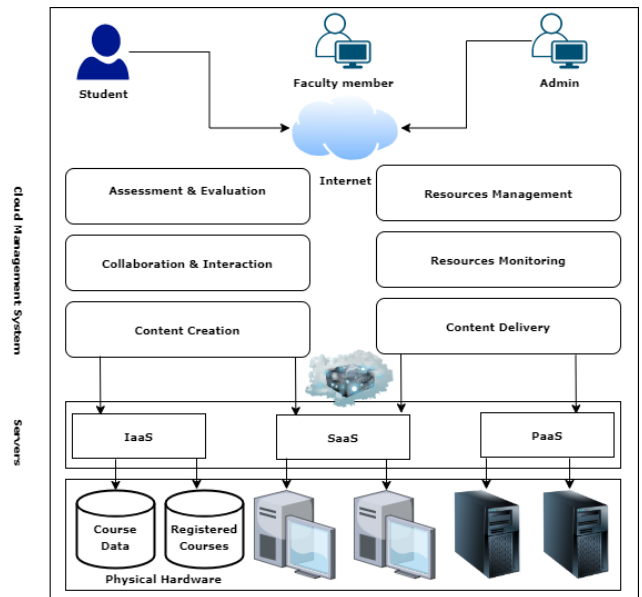 Student
Faculty member
Admin
Internet
Cloud Management System
Assessment & Evaluation
Resources Management
Collaboration & Interaction
Resources Monitoring
Content Creation
Content Delivery
Servers
IaaS
SaaS
PaaS
Course
Data
Registered
Courses
Physical Hardware